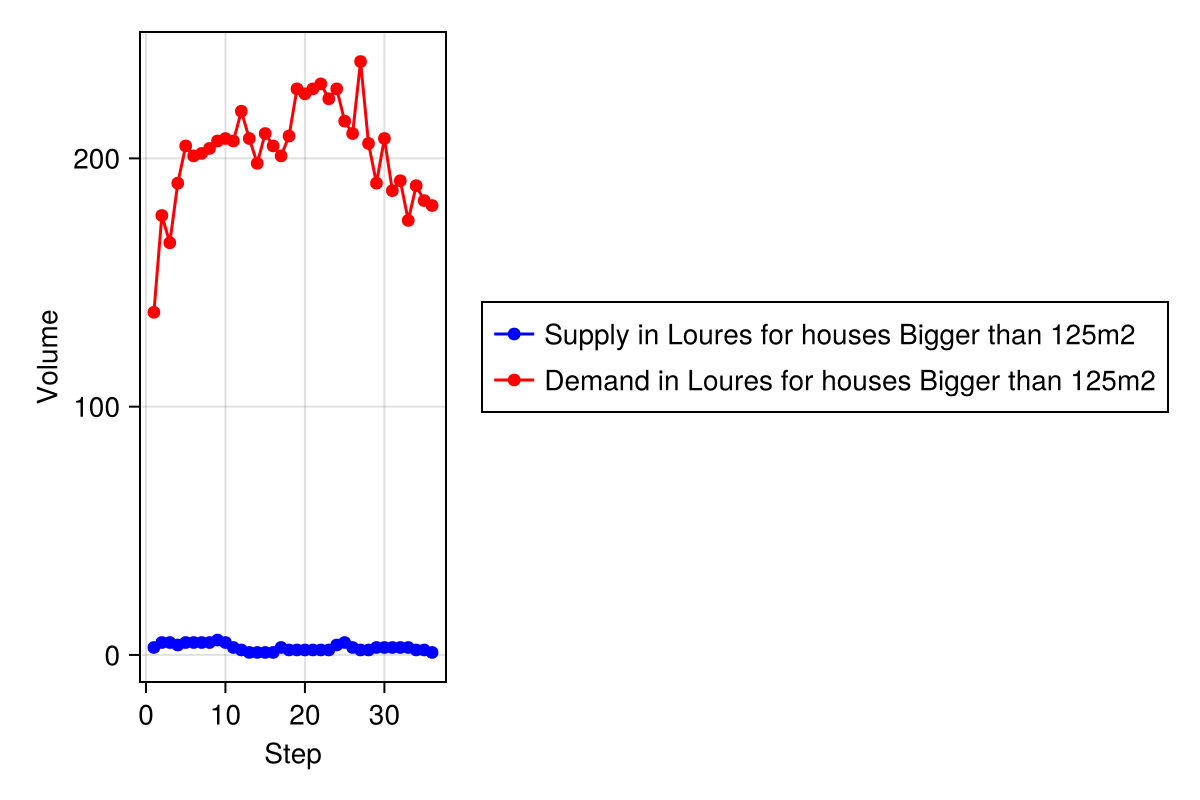 200
100
0
Volume
0 10 20 30
Step
Supply in Loures for houses Bigger than 125m2
Demand in Loures for houses Bigger than 125m2